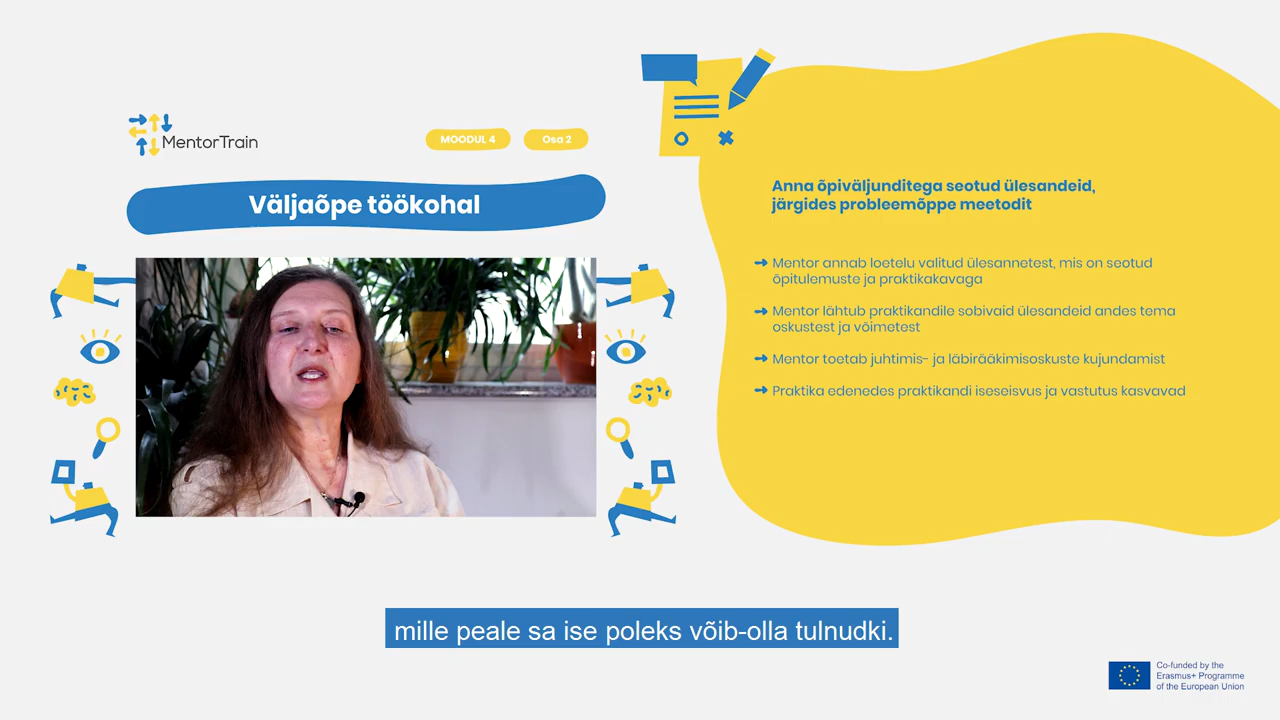 MentorTrain
MOODUL 4
Osa 2
Väljaõpe töökohal
Anna õpiväljunditega seotud ülesandeid,
järgides probleemõppe meetodit
Mentor annab loetelu valitud ülesannetest, mis on seotud
õpitulemuste ja praktikakavaga
Mentor lähtub praktikandile sobivaid ülesandeid andes tema
oskustest ja võimetest
Mentor toetab juhtimis- ja läbirääkimisoskuste kujundamist
Praktika edenedes praktikandi iseseisvus ja vastutus kasvavad
mille peale sa ise poleks võib-olla tulnudki.
Co-funded by the
Erasmus+ Programme
of the European Union